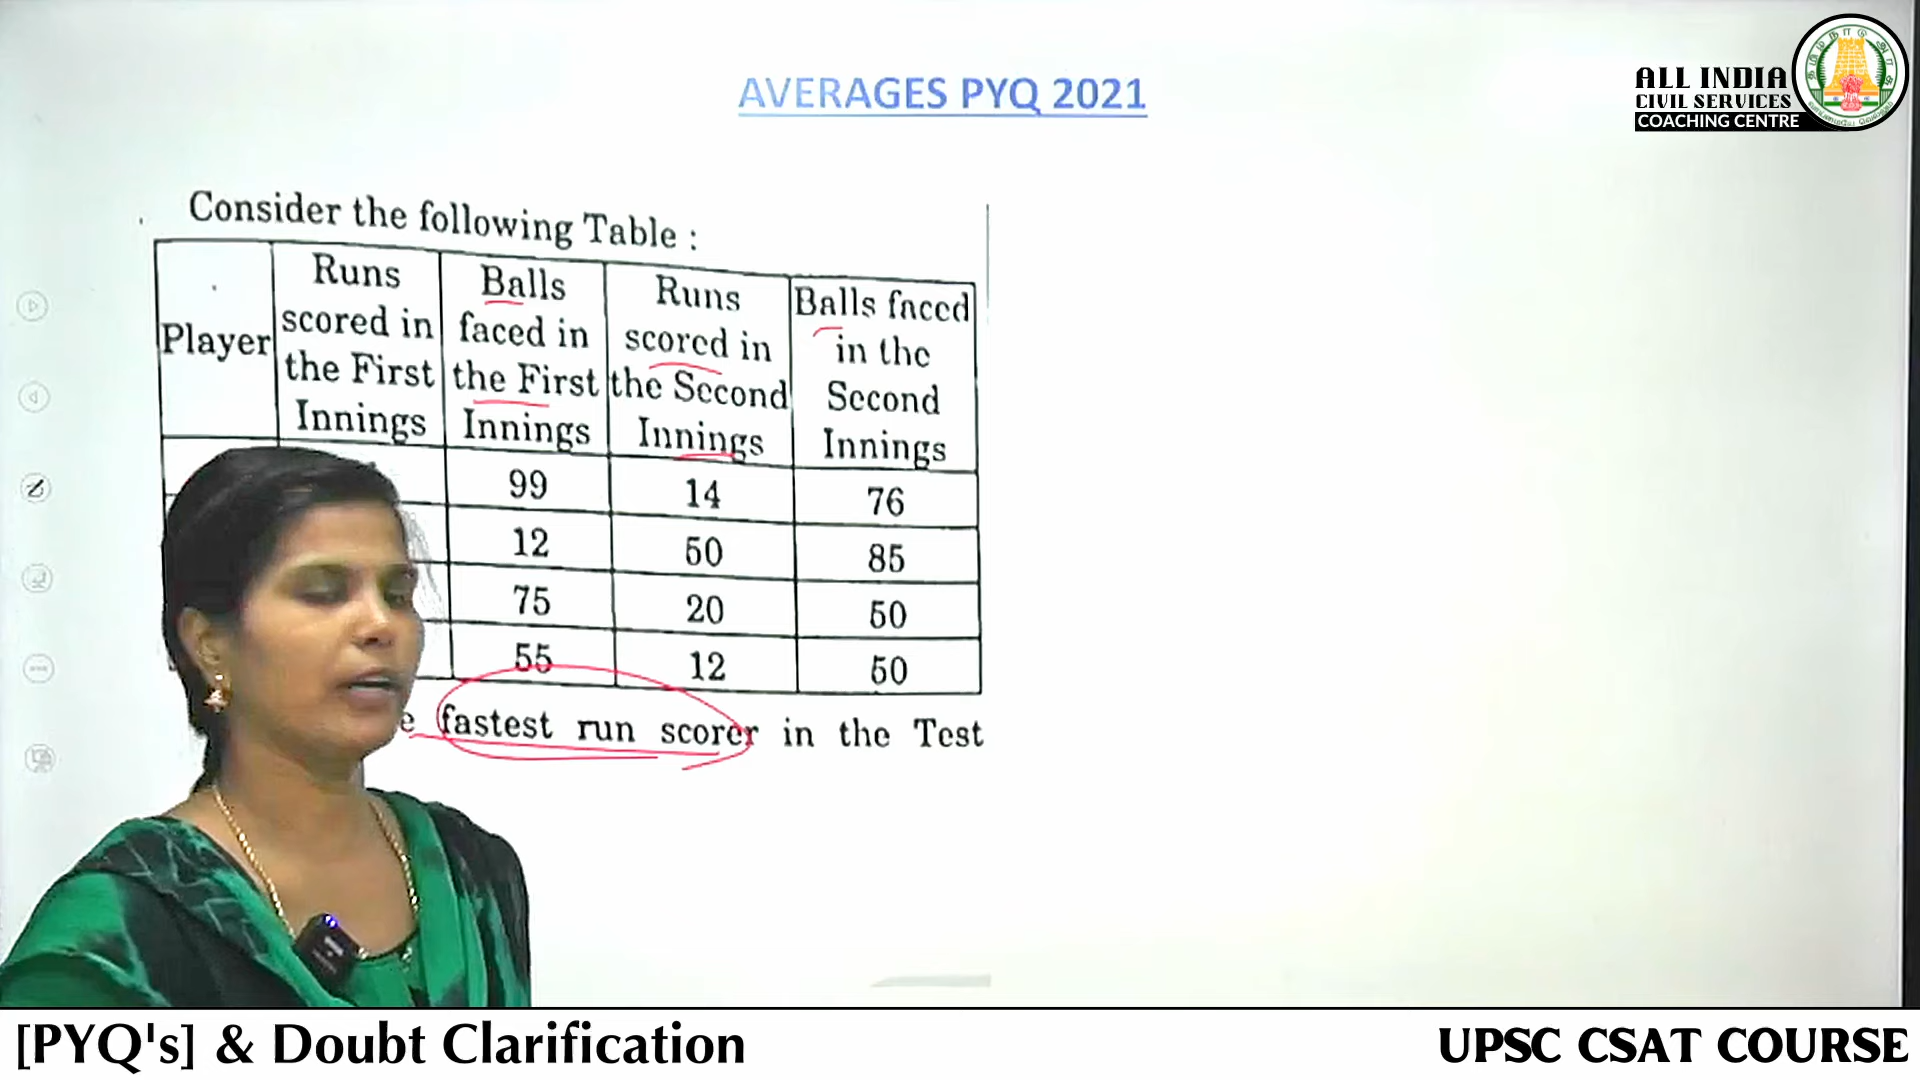 AVERAGES PYQ 2021
ALL INDIA
CIVIL SERVICES
COACHING CENTRE
Consider the following Table :
Player
Runs
scored in
the First
Innings
Balls
faced in
the First
Innings
Runs
scored in
the Second
Innings
Balls faced
in the
Second
Innings
99 14 76
12 50 85
75 20 50
55 12 50
fastest run scorer in the Test
[PYQ's] & Doubt Clarification
UPSC CSAT COURSE